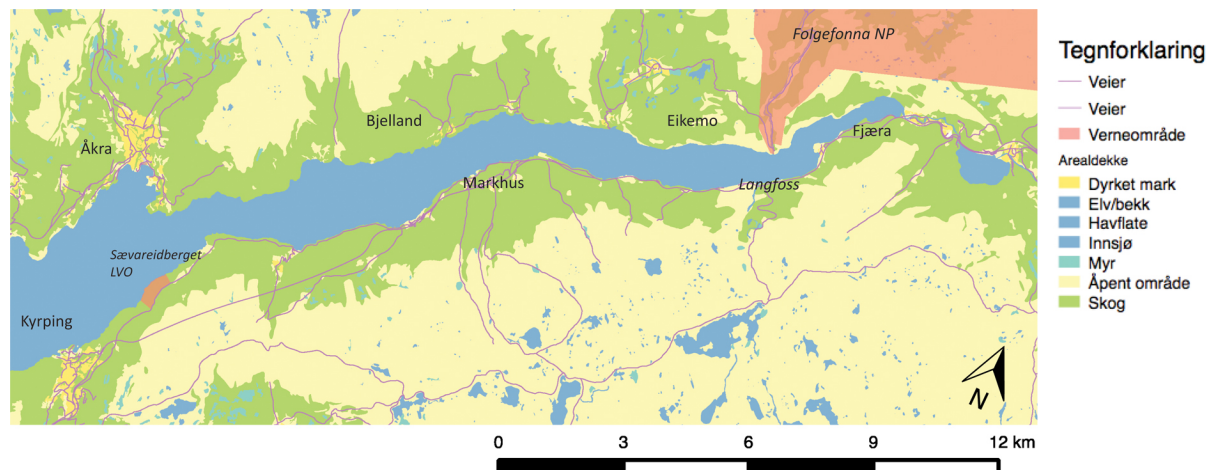 Folgefonna NP
Bjelland
Eikemo
Fjæra
Åkra
Markhus
Langfoss
Sævareidberget
LVO
Kyrping
N
0 3 6 9 12 km
Tegnforklaring
Veier
Veier
Verneområde
Arealdekke
Dyrket mark
Elv/bekk
Havflate
Innsjø
Myr
Åpent område
Skog